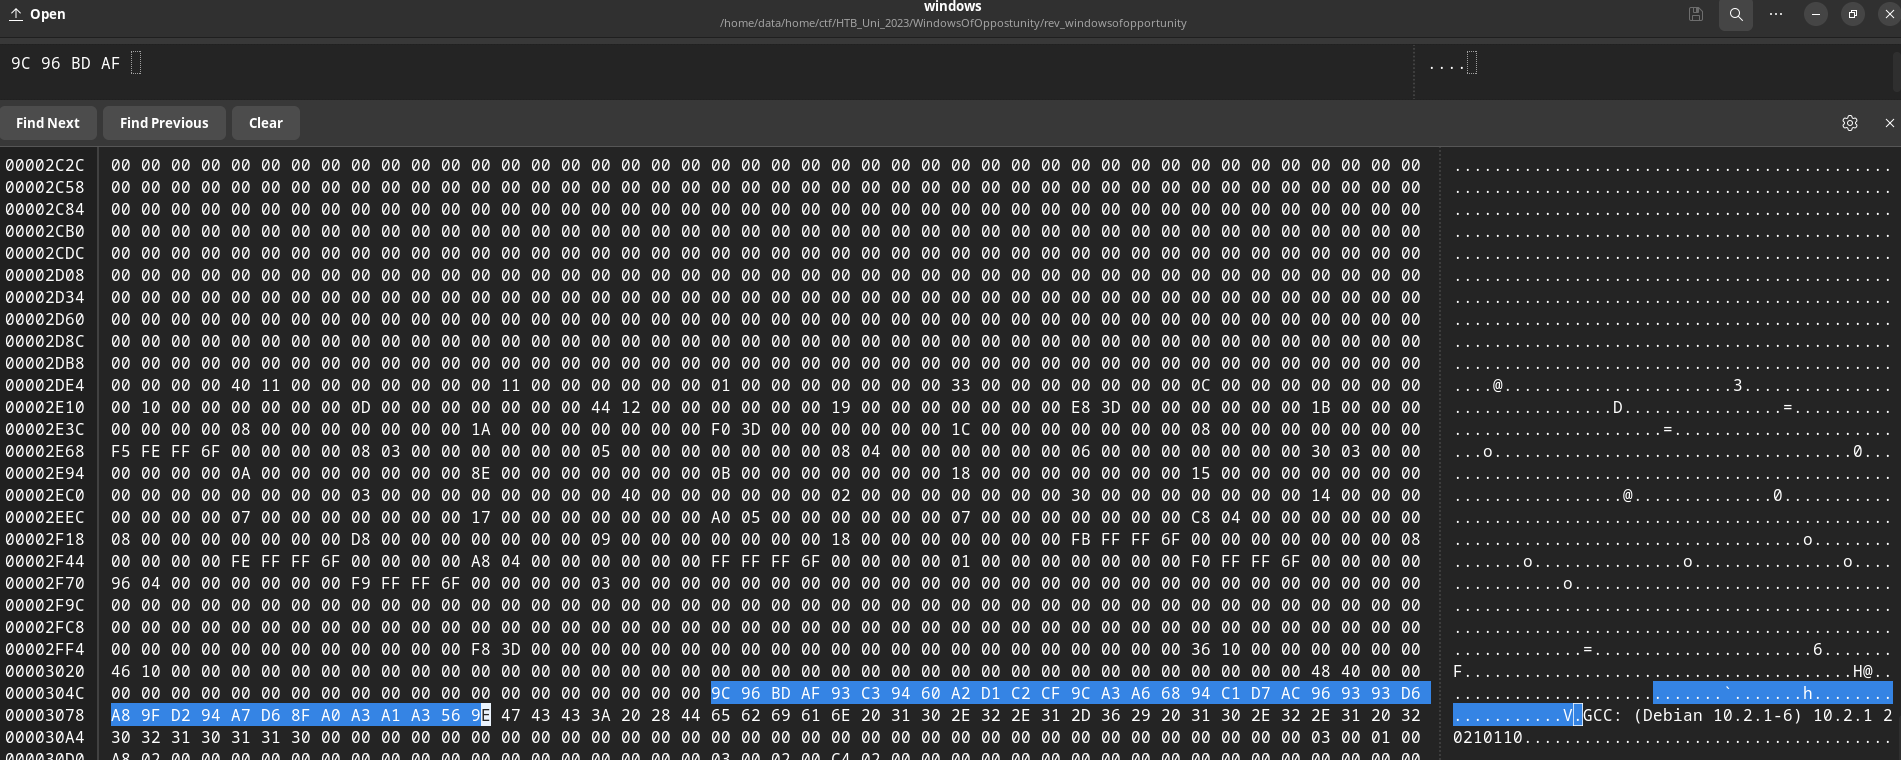 Open
windows
/home/data/home/ctf/HTB_Uni_2023/WindowsOfOppostunity/rev_windowsofopportunity
9C 96 BD AF ....
Find Next Find Previous Clear
00002C2C 00 00 00 00 00 00 00 00 00 00 00 00 00 00 00 00 00 00 00 00 00 00 00 00 00 00 00 00 00 00 00 00 00 00 00 00 00 00 00 00 00 00 00 00 ............................................
00002C58 00 00 00 00 00 00 00 00 00 00 00 00 00 00 00 00 00 00 00 00 00 00 00 00 00 00 00 00 00 00 00 00 00 00 00 00 00 00 00 00 00 00 00 00 ............................................
00002C84 00 00 00 00 00 00 00 00 00 00 00 00 00 00 00 00 00 00 00 00 00 00 00 00 00 00 00 00 00 00 00 00 00 00 00 00 00 00 00 00 00 00 00 00 ............................................
00002CB0 00 00 00 00 00 00 00 00 00 00 00 00 00 00 00 00 00 00 00 00 00 00 00 00 00 00 00 00 00 00 00 00 00 00 00 00 00 00 00 00 00 00 00 00 ............................................
00002CDC 00 00 00 00 00 00 00 00 00 00 00 00 00 00 00 00 00 00 00 00 00 00 00 00 00 00 00 00 00 00 00 00 00 00 00 00 00 00 00 00 00 00 00 00 ............................................
00002D08 00 00 00 00 00 00 00 00 00 00 00 00 00 00 00 00 00 00 00 00 00 00 00 00 00 00 00 00 00 00 00 00 00 00 00 00 00 00 00 00 00 00 00 00 ............................................
00002D34 00 00 00 00 00 00 00 00 00 00 00 00 00 00 00 00 00 00 00 00 00 00 00 00 00 00 00 00 00 00 00 00 00 00 00 00 00 00 00 00 00 00 00 00 ............................................
00002D60 00 00 00 00 00 00 00 00 00 00 00 00 00 00 00 00 00 00 00 00 00 00 00 00 00 00 00 00 00 00 00 00 00 00 00 00 00 00 00 00 00 00 00 00 ............................................
00002D8C 00 00 00 00 00 00 00 00 00 00 00 00 00 00 00 00 00 00 00 00 00 00 00 00 00 00 00 00 00 00 00 00 00 00 00 00 00 00 00 00 00 00 00 00 ............................................
00002DB8 00 00 00 00 00 00 00 00 00 00 00 00 00 00 00 00 00 00 00 00 00 00 00 00 00 00 00 00 00 00 00 00 00 00 00 00 00 00 00 00 00 00 00 00 ............................................
00002DE4 00 00 00 00 40 11 00 00 00 00 00 00 00 11 00 00 00 00 00 00 01 00 00 00 00 00 00 00 33 00 00 00 00 00 00 00 0C 00 00 00 00 00 00 00 ....@.......................3...............
00002E10 00 10 00 00 00 00 00 00 0D 00 00 00 00 00 00 00 44 12 00 00 00 00 00 00 19 00 00 00 00 00 00 00 E8 3D 00 00 00 00 00 00 1B 00 00 00 ................D................=..........
00002E3C 00 00 00 00 08 00 00 00 00 00 00 00 1A 00 00 00 00 00 00 00 F0 3D 00 00 00 00 00 00 1C 00 00 00 00 00 00 00 08 00 00 00 00 00 00 00 .....................=......................
00002E68 F5 FE FF 6F 00 00 00 00 08 03 00 00 00 00 00 00 05 00 00 00 00 00 00 00 08 04 00 00 00 00 00 00 06 00 00 00 00 00 00 00 30 03 00 00 ...o....................................0...
00002E94 00 00 00 00 0A 00 00 00 00 00 00 00 8E 00 00 00 00 00 00 00 0B 00 00 00 00 00 00 00 18 00 00 00 00 00 00 00 15 00 00 00 00 00 00 00 ............................................
00002EC0 00 00 00 00 00 00 00 00 03 00 00 00 00 00 00 00 00 40 00 00 00 00 00 00 02 00 00 00 00 00 00 00 30 00 00 00 00 00 00 00 14 00 00 00 .................@..............0...........
00002EEC 00 00 00 00 07 00 00 00 00 00 00 00 17 00 00 00 00 00 00 00 A0 05 00 00 00 00 00 00 07 00 00 00 00 00 00 00 C8 04 00 00 00 00 00 00 ............................................
00002F18 08 00 00 00 00 00 00 00 D8 00 00 00 00 00 00 00 09 00 00 00 00 00 00 00 18 00 00 00 00 00 00 00 FB FF FF 6F 00 00 00 00 00 00 00 08 ...................................o........
00002F44 00 00 00 00 FE FF FF 6F 00 00 00 00 A8 04 00 00 00 00 00 00 FF FF FF 6F 00 00 00 00 01 00 00 00 00 00 00 00 F0 FF FF 6F 00 00 00 00 .......o...............o...............o....
00002F70 96 04 00 00 00 00 00 00 F9 FF FF 6F 00 00 00 00 03 00 00 00 00 00 00 00 00 00 00 00 00 00 00 00 00 00 00 00 00 00 00 00 00 00 00 00 ...........o................................
00002F9C 00 00 00 00 00 00 00 00 00 00 00 00 00 00 00 00 00 00 00 00 00 00 00 00 00 00 00 00 00 00 00 00 00 00 00 00 00 00 00 00 00 00 00 00 ............................................
00002FC8 00 00 00 00 00 00 00 00 00 00 00 00 00 00 00 00 00 00 00 00 00 00 00 00 00 00 00 00 00 00 00 00 00 00 00 00 00 00 00 00 00 00 00 00 ............................................
00002FF4 00 00 00 00 00 00 00 00 00 00 00 00 F8 3D 00 00 00 00 00 00 00 00 00 00 00 00 00 00 00 00 00 00 00 00 00 00 36 10 00 00 00 00 00 00 .............=......................6.......
00003020 46 10 00 00 00 00 00 00 00 00 00 00 00 00 00 00 00 00 00 00 00 00 00 00 00 00 00 00 00 00 00 00 00 00 00 00 00 00 00 00 48 40 00 00 F.......................................H@..
0000304C 00 00 00 00 00 00 00 00 00 00 00 00 00 00 00 00 00 00 00 00 9C 96 BD AF 93 C3 94 60 A2 D1 C2 CF 9C A3 A6 68 94 C1 D7 AC 96 93 93 D6 ...........................`.......h........
00003078 A8 9F D2 94 A7 D6 8F A0 A3 A1 A3 56 9E 47 43 43 3A 20 28 44 65 62 69 61 6E 20 31 30 2E 32 2E 31 2D 36 29 20 31 30 2E 32 2E 31 20 32 ...........V.GCC: (Debian 10.2.1-6) 10.2.1 2
000030A4 30 32 31 30 31 31 30 00 00 00 00 00 00 00 00 00 00 00 00 00 00 00 00 00 00 00 00 00 00 00 00 00 00 00 00 00 00 00 00 00 03 00 01 00 0210110.....................................